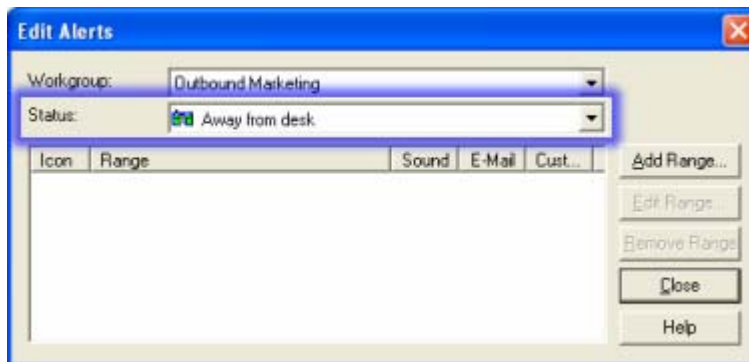 Edit Alerts
Workgroup: Outbound Marketing
Status: Away from desk
Icon Range Sound E-Mail Cust... Add Range...
Edit Range...
Remove Range
Close
Help